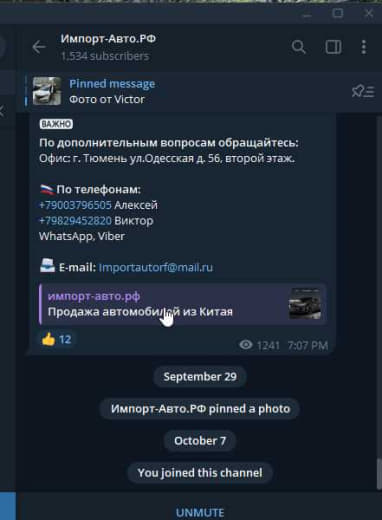 Импорт-Авто.РФ
1,534 subscribers
Pinned message
Фото от Victor
ВАЖНО
По дополнительным вопросам обращайтесь:
Офис: г. Тюмень ул.Одесская д. 56, второй этаж.
По телефонам:
+79003796505 Алексей
+79829452820 Виктор
WhatsApp, Viber
E-mail: Importautorf@mail.ru
импорт-авто.рф
Продажа автомобилей из Китая
12
1241 7:07 PM
September 29
Импорт-Авто.РФ pinned a photo
October 7
You joined this channel
UNMUTE